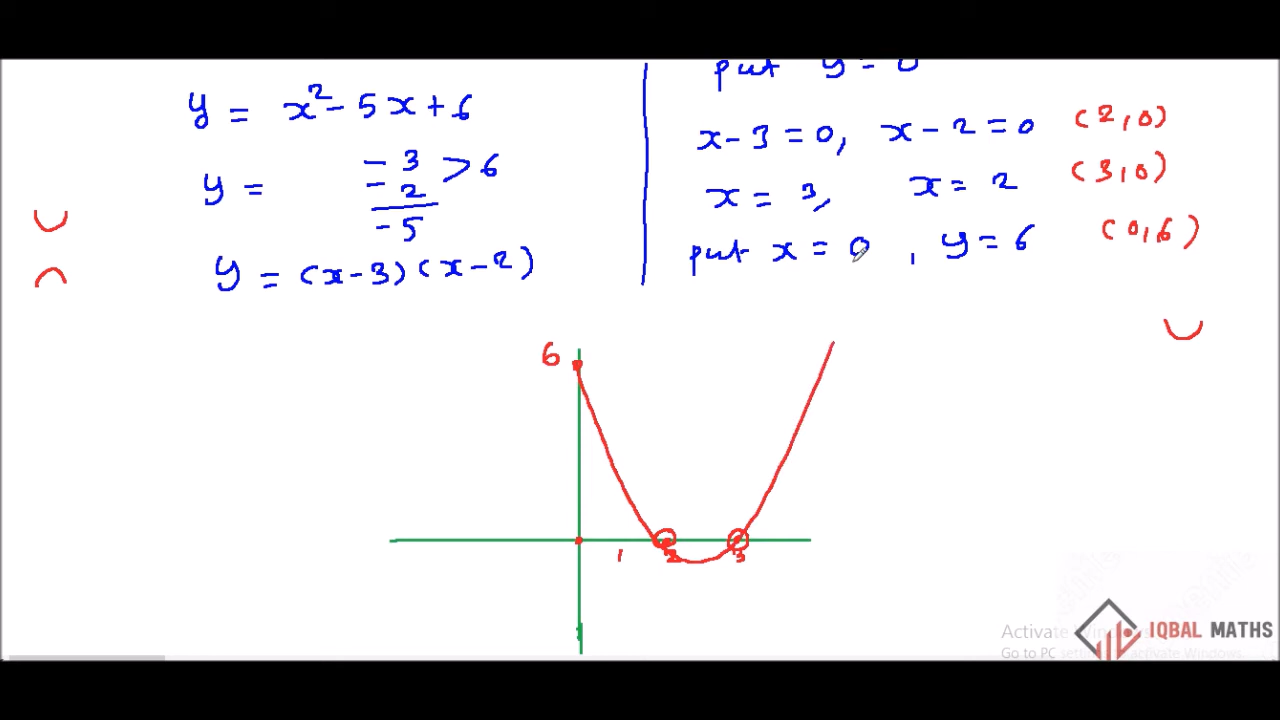 y = x² - 5x + 6
y =
- 3
- 2 > 6
- 5
y = (x-3)(x-2)
put y = 0
x - 3 = 0, x - 2 = 0 (2,0)
x = 3, x = 2 (3,0)
put x = 0, y = 6 (0,6)
6
1 2 3
Activate Windows
Go to PC settings to activate Windows.
IQBAL MATHS